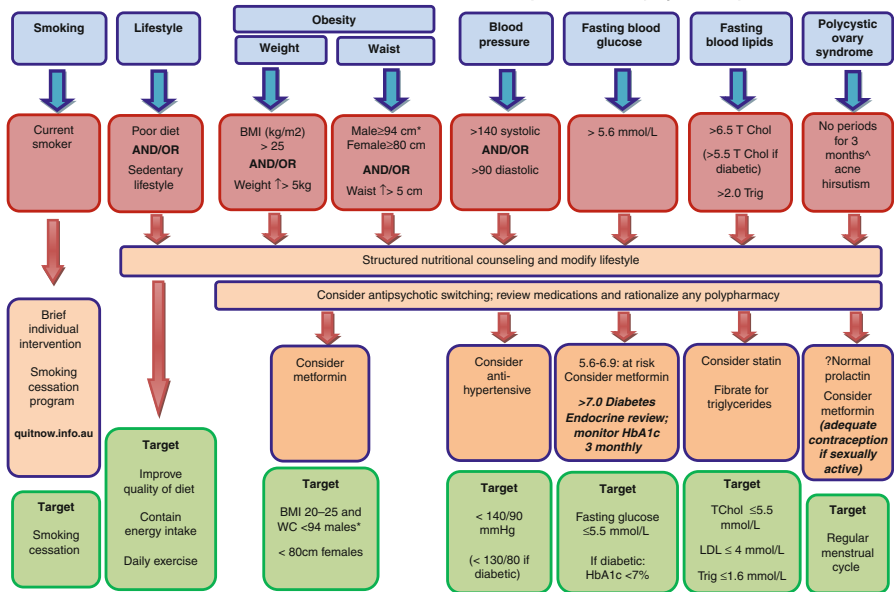 Smoking
Lifestyle
Obesity
Weight
Waist
Blood
pressure
Fasting blood
glucose
Fasting
blood lipids
Polycystic
ovary
syndrome
Current
smoker
Poor diet
AND/OR
Sedentary
lifestyle
BMI (kg/m2)
> 25
AND/OR
Weight ↑> 5kg
Male≥94 cm*
Female≥80 cm
AND/OR
Waist ↑> 5 cm
>140 systolic
AND/OR
>90 diastolic
> 5.6 mmol/L
>6.5 T Chol
(>5.5 T Chol if
diabetic)
>2.0 Trig
No periods
for 3
months^
acne
hirsutism
Structured nutritional counseling and modify lifestyle
Consider antipsychotic switching; review medications and rationalize any polypharmacy
Brief
individual
intervention
Smoking
cessation
program
quitnow.info.au
Consider
metformin
Consider
anti-
hypertensive
5.6-6.9: at risk
Consider metformin
>7.0 Diabetes
Endocrine review;
monitor HbA1c
3 monthly
Consider statin
Fibrate for
triglycerides
?Normal
prolactin
Consider
metformin
(adequate
contraception
if sexually
active)
Target
Smoking
cessation
Target
Improve
quality of diet
Contain
energy intake
Daily exercise
Target
BMI 20–25 and
WC <94 males*
< 80cm females
Target
< 140/90
mmHg
(< 130/80 if
diabetic)
Target
Fasting glucose
≤5.5 mmol/L
If diabetic:
HbA1c <7%
Target
TChol ≤5.5
mmol/L
LDL ≤ 4 mmol/L
Trig ≤1.6 mmol/L
Target
Regular
menstrual
cycle